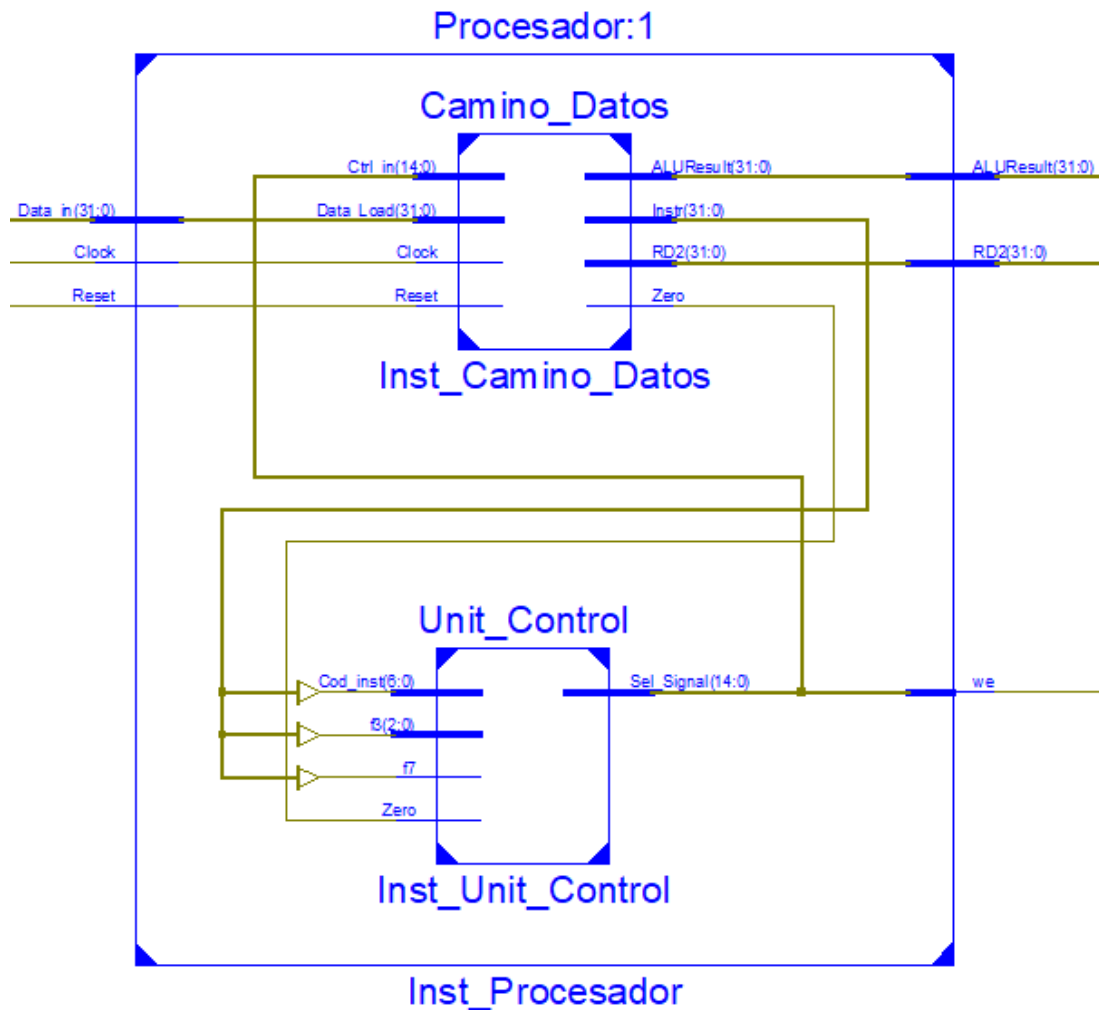 Procesador:1
Camino_Datos
Ctrl_in(14:0)
ALUResult(31:0)
ALUResult(31:0)
Data_in(31:0)
Data_Load(31:0)
Instr(31:0)
Clock
Clock
RD2(31:0)
RD2(31:0)
Reset
Reset
Zero
Inst_Camino_Datos
Unit_Control
Cod_inst(6:0)
Sel_Signal(14:0)
we
f3(2:0)
f7
Zero
Inst_Unit_Control
Inst_Procesador